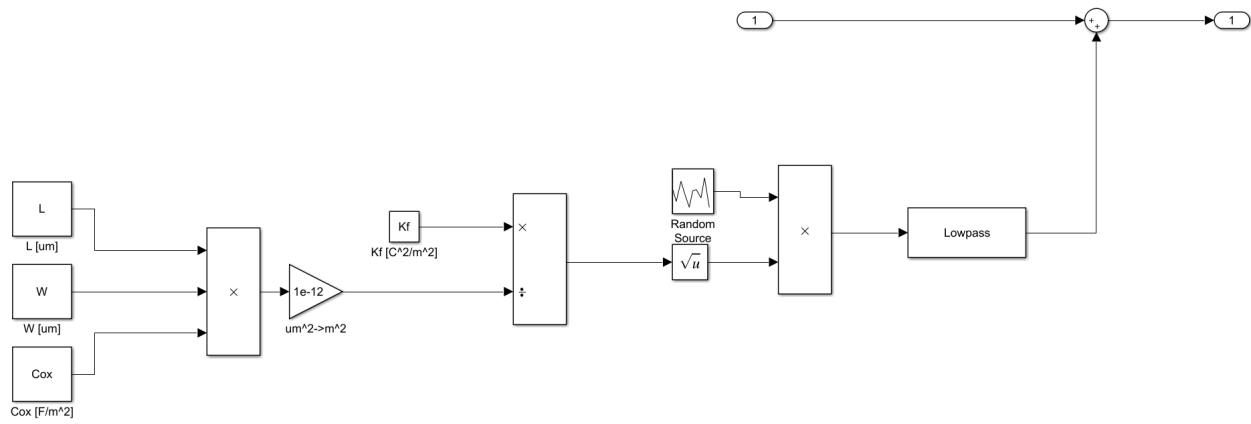 1
1
+
+
L
L [um]
W
W [um]
Cox
Cox [F/m^2]
×
1e-12
um^2->m^2
Kf
Kf [C^2/m^2]
×
÷
Random
Source
√u
×
Lowpass